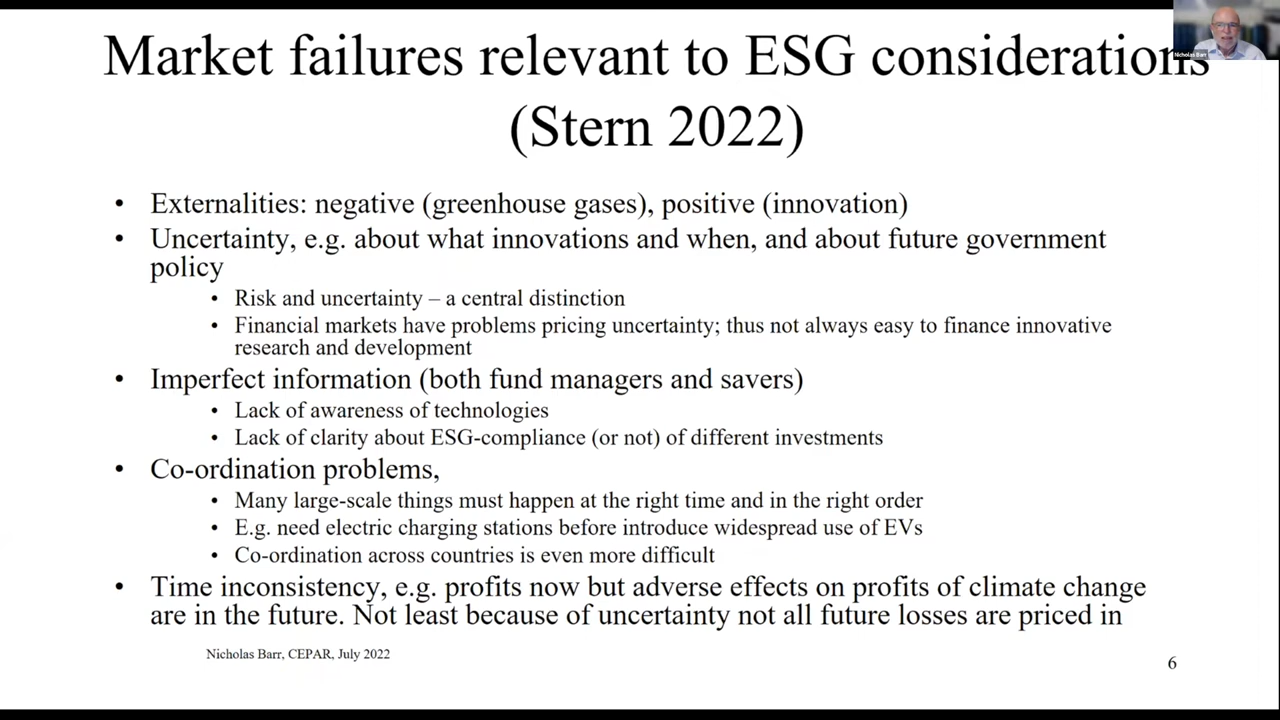 Market failures relevant to ESG considerations
(Stern 2022)
Nicholas Barr
• Externalities: negative (greenhouse gases), positive (innovation)
• Uncertainty, e.g. about what innovations and when, and about future government
policy
• Risk and uncertainty – a central distinction
• Financial markets have problems pricing uncertainty; thus not always easy to finance innovative
research and development
• Imperfect information (both fund managers and savers)
• Lack of awareness of technologies
• Lack of clarity about ESG-compliance (or not) of different investments
• Co-ordination problems,
• Many large-scale things must happen at the right time and in the right order
• E.g. need electric charging stations before introduce widespread use of EVs
• Co-ordination across countries is even more difficult
• Time inconsistency, e.g. profits now but adverse effects on profits of climate change
are in the future. Not least because of uncertainty not all future losses are priced in
Nicholas Barr, CEPAR, July 2022
6